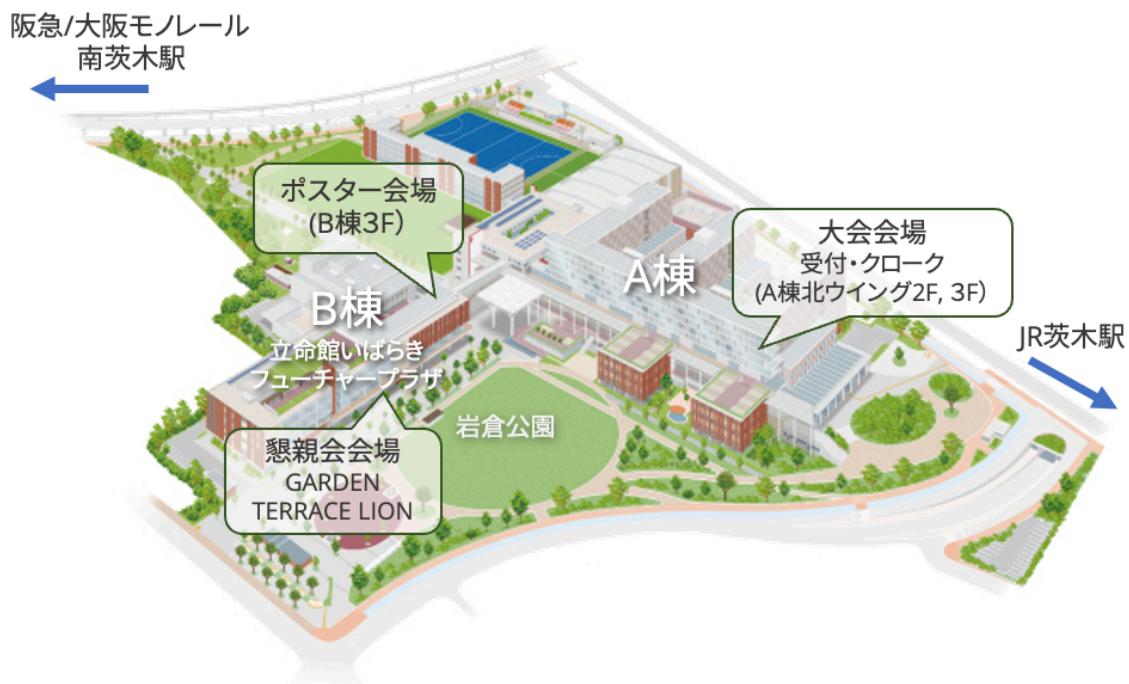 阪急/大阪モノレール
南茨木駅
ポスター会場
(B棟3F)
大会会場
受付・クローク
(A棟北ウイング2F, 3F)
A棟
B棟
立命館いばらき
フューチャープラザ
JR茨木駅
岩倉公園
懇親会会場
GARDEN
TERRACE LION